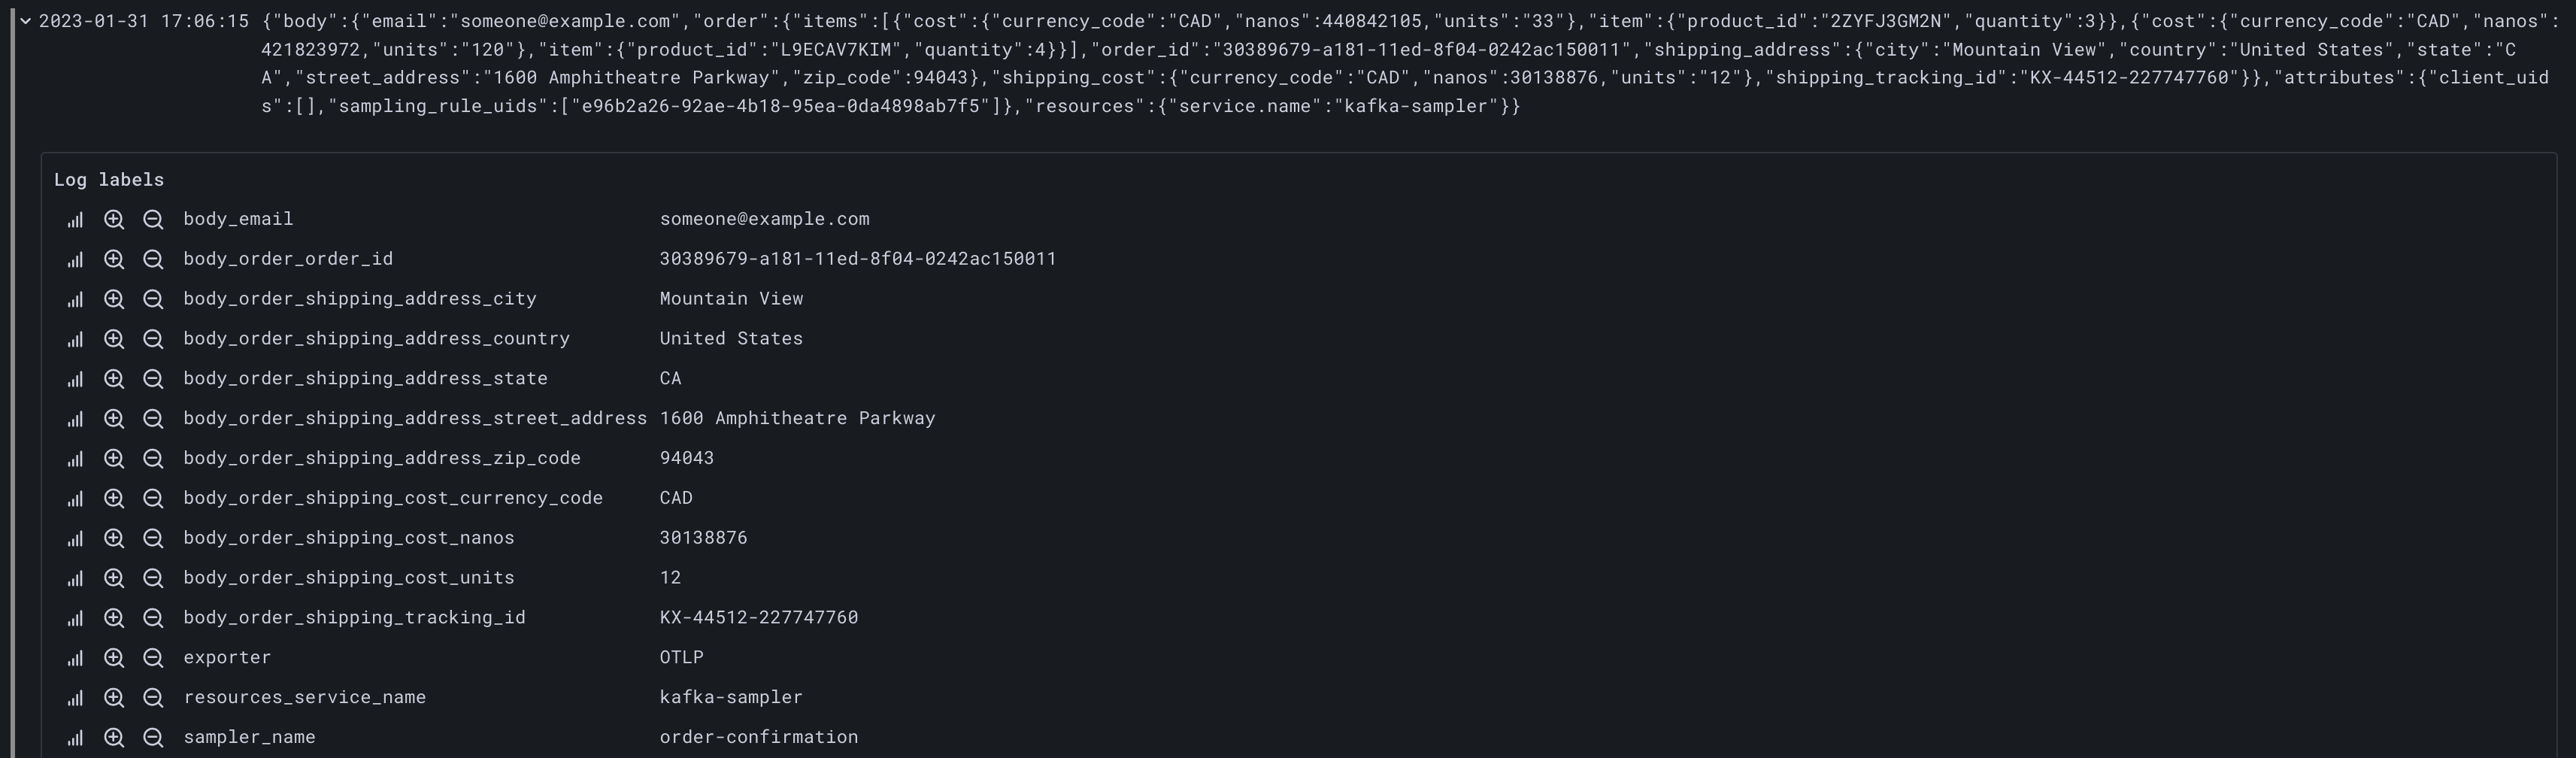 2023-01-31 17:06:15 {"body":{"email":"someone@example.com","order":{"items":[{"cost":{"currency_code":"CAD","nanos":440842105,"units":"33"},"item":{"product_id":"2ZYFJ3GM2N","quantity":3}},{"cost":{"currency_code":"CAD","nanos":
421823972,"units":"120"},"item":{"product_id":"L9ECAV7KIM","quantity":4}}],"order_id":"30389679-a181-11ed-8f04-0242ac150011","shipping_address":{"city":"Mountain View","country":"United States","state":"C
A","street_address":"1600 Amphitheatre Parkway","zip_code":94043},"shipping_cost":{"currency_code":"CAD","nanos":30138876,"units":"12"},"shipping_tracking_id":"KX-44512-227747760"}},"attributes":{"client_uid
s":[],"sampling_rule_uids":["e96b2a26-92ae-4b18-95ea-0da4898ab7f5"]},"resources":{"service.name":"kafka-sampler"}}
Log labels
body_email someone@example.com
body_order_order_id 30389679-a181-11ed-8f04-0242ac150011
body_order_shipping_address_city Mountain View
body_order_shipping_address_country United States
body_order_shipping_address_state CA
body_order_shipping_address_street_address 1600 Amphitheatre Parkway
body_order_shipping_address_zip_code 94043
body_order_shipping_cost_currency_code CAD
body_order_shipping_cost_nanos 30138876
body_order_shipping_cost_units 12
body_order_shipping_tracking_id KX-44512-227747760
exporter OTLP
resources_service_name kafka-sampler
sampler_name order-confirmation